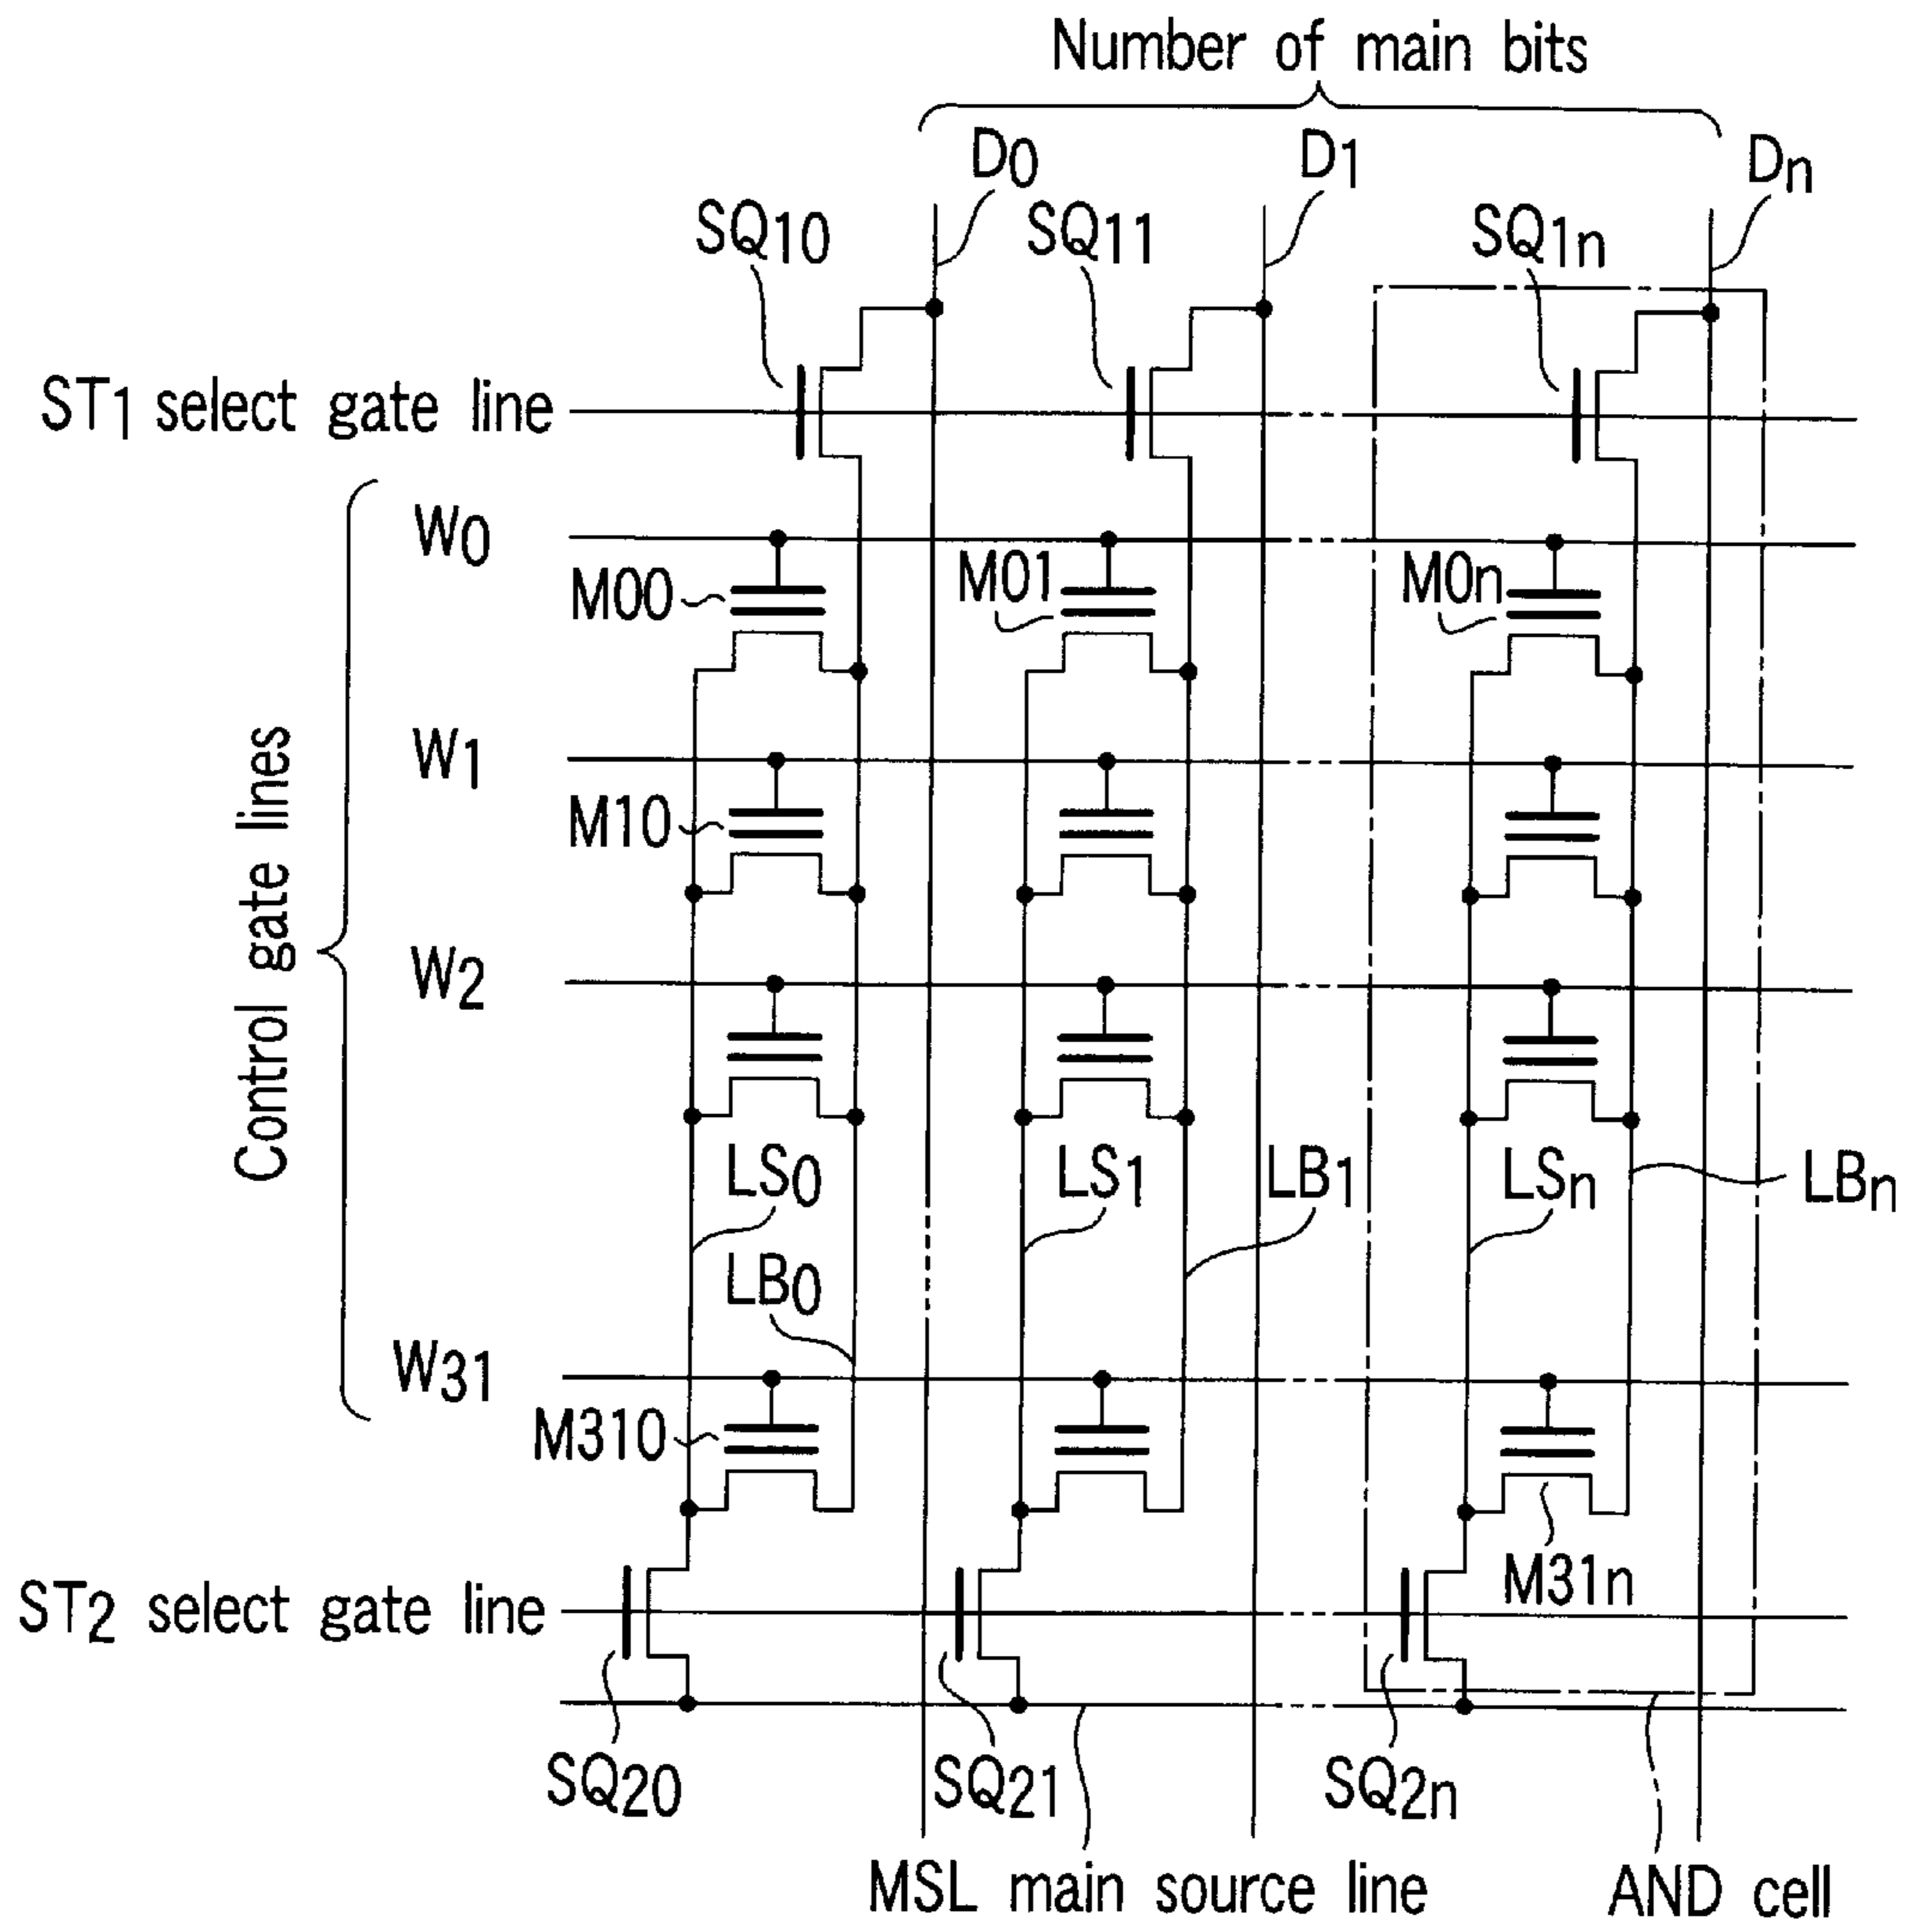 Number of main bits
D0
D1
Dn
SQ10
SQ11
SQ1n
ST1 select gate line
W0
M00
M01
M0n
W1
M10
Control gate lines
W2
LS0
LS1
LB1
LSn
LBn
LB0
W31
M310
M31n
ST2 select gate line
SQ20
SQ21
SQ2n
MSL main source line
AND cell